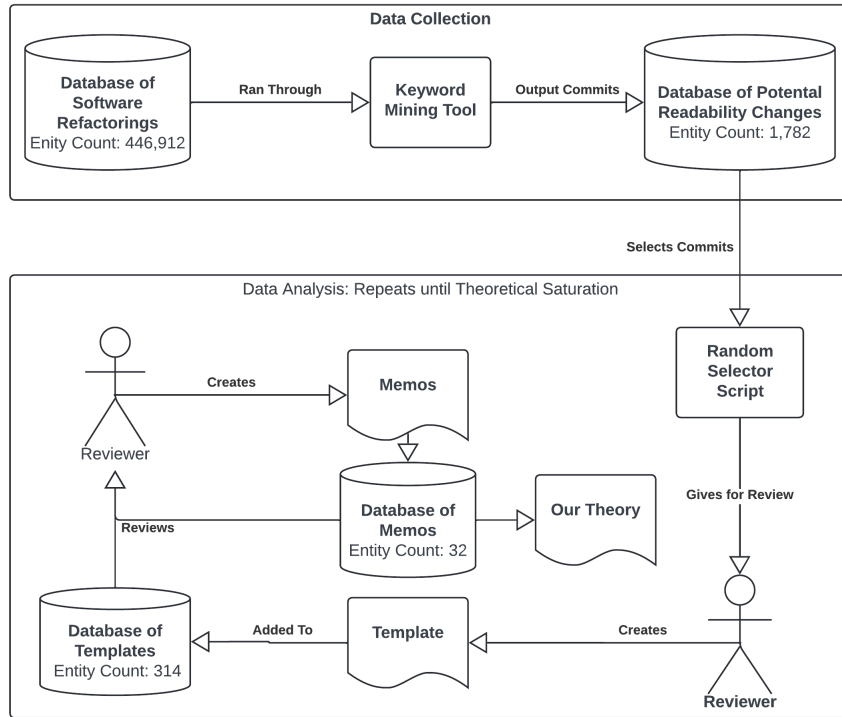 Data Collection
Database of
Software
Refactorings
Enity Count: 446,912
Ran Through
Keyword
Mining Tool
Output Commits
Database of Potental
Readability Changes
Entity Count: 1,782
Selects Commits
Data Analysis: Repeats until Theoretical Saturation
Random
Selector
Script
Creates
Memos
Reviewer
Database of
Memos
Entity Count: 32
Our Theory
Gives for Review
Reviews
Database of
Templates
Entity Count: 314
Added To
Template
Creates
Reviewer